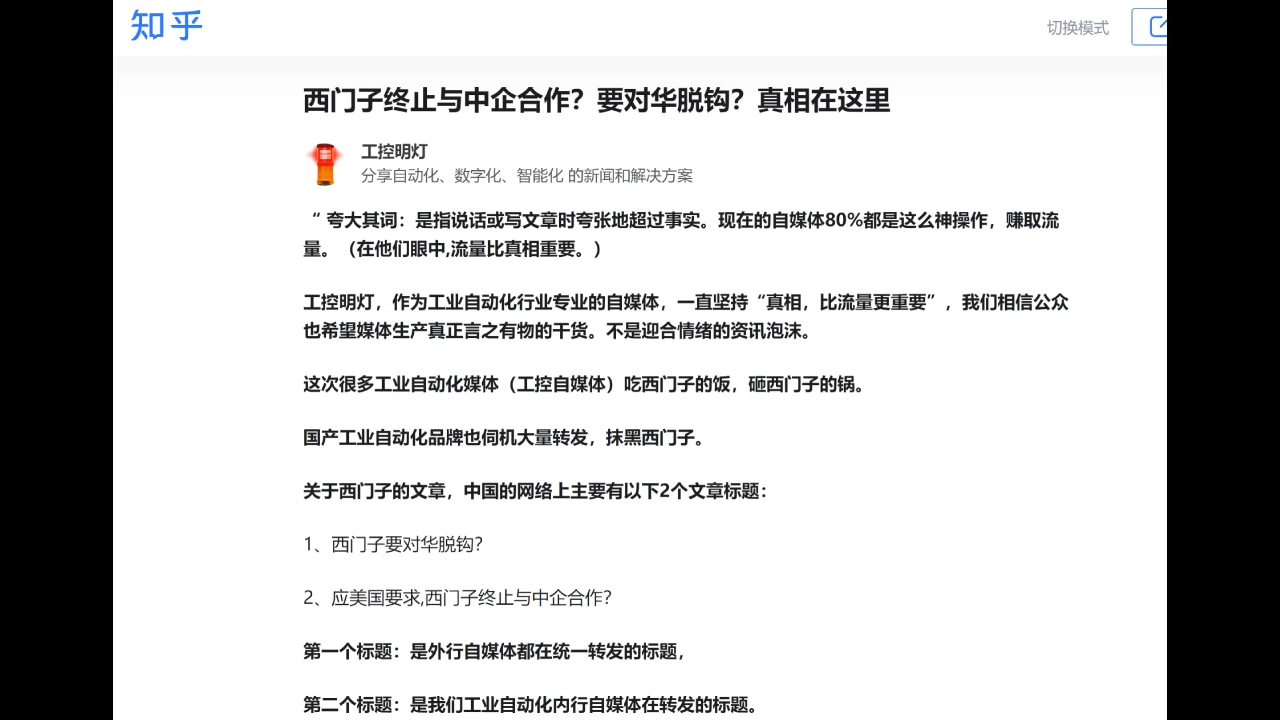 知乎
切换模式
西门子终止与中企合作？要对华脱钩？真相在这里
工控明灯
分享自动化、数字化、智能化 的新闻和解决方案
“ 夸大其词：是指说话或写文章时夸张地超过事实。现在的自媒体80%都是这么神操作，赚取流
量。（在他们眼中,流量比真相重要。）
工控明灯，作为工业自动化行业专业的自媒体，一直坚持“真相，比流量更重要”，我们相信公众
也希望媒体生产真正言之有物的干货。不是迎合情绪的资讯泡沫。
这次很多工业自动化媒体（工控自媒体）吃西门子的饭，砸西门子的锅。
国产工业自动化品牌也伺机大量转发，抹黑西门子。
关于西门子的文章，中国的网络上主要有以下2个文章标题：
1、西门子要对华脱钩？
2、应美国要求,西门子终止与中企合作？
第一个标题：是外行自媒体都在统一转发的标题，
第二个标题：是我们工业自动化内行自媒体在转发的标题。